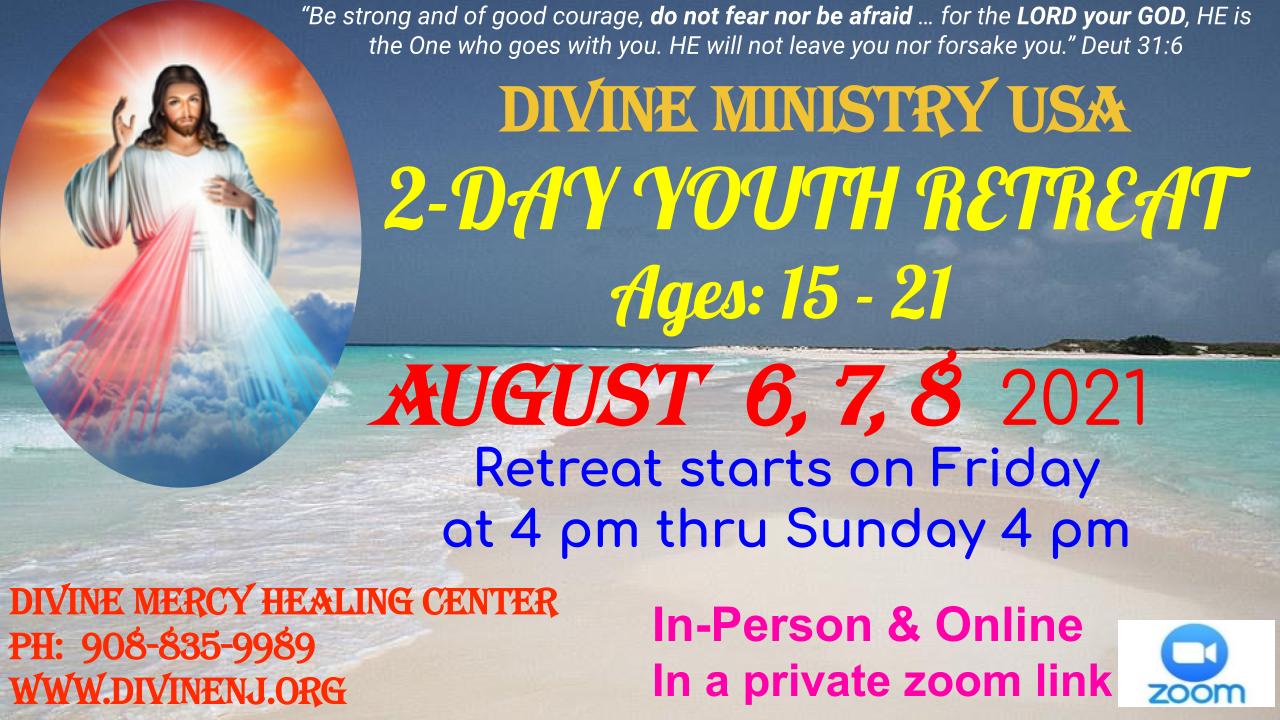 “Be strong and of good courage, do not fear nor be afraid … for the LORD your GOD, HE is
the One who goes with you. HE will not leave you nor forsake you.” Deut 31:6
DIVINE MINISTRY USA
2-DAY YOUTH RETREAT
Ages: 15 - 21
AUGUST 6, 7, 8 2021
Retreat starts on Friday
at 4 pm thru Sunday 4 pm
DIVINE MERCY HEALING CENTER
PH: 908-835-9989
WWW.DIVINENJ.ORG
In-Person & Online
In a private zoom link
zoom